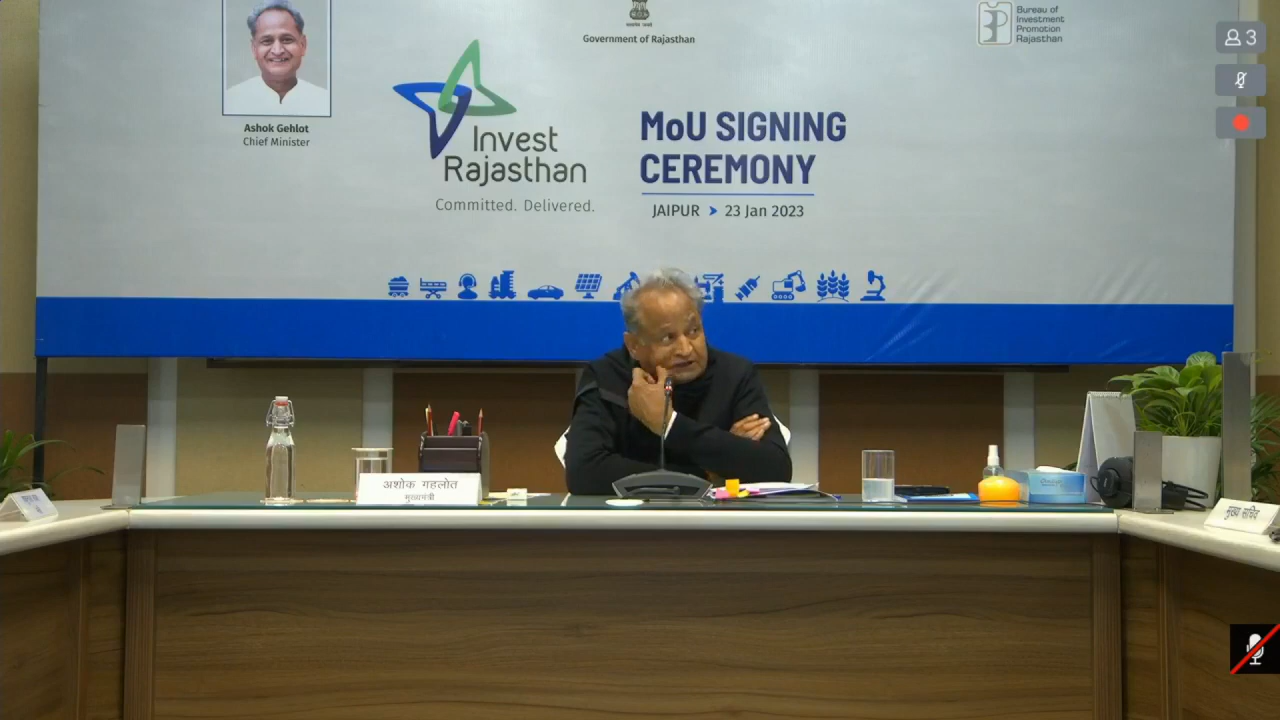 Government of Rajasthan
Bureau of
Investment
Promotion
Rajasthan
3
Ashok Gehlot
Chief Minister
Invest
Rajasthan
Committed. Delivered.
MoU SIGNING
CEREMONY
JAIPUR > 23 Jan 2023
अशोक गहलोत
मुख्यमंत्री
मुख्य सचिव